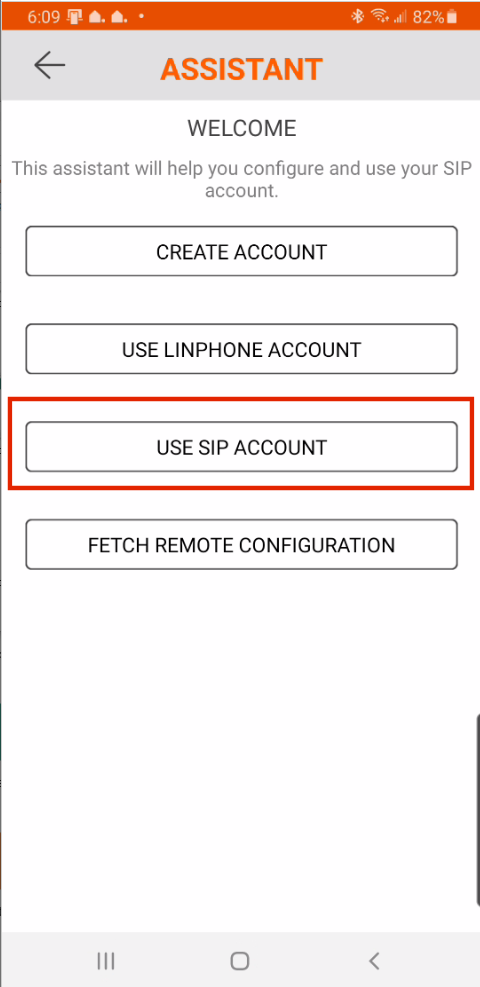 6:09 82%
ASSISTANT
WELCOME
This assistant will help you configure and use your SIP
account.
CREATE ACCOUNT
USE LINPHONE ACCOUNT
USE SIP ACCOUNT
FETCH REMOTE CONFIGURATION